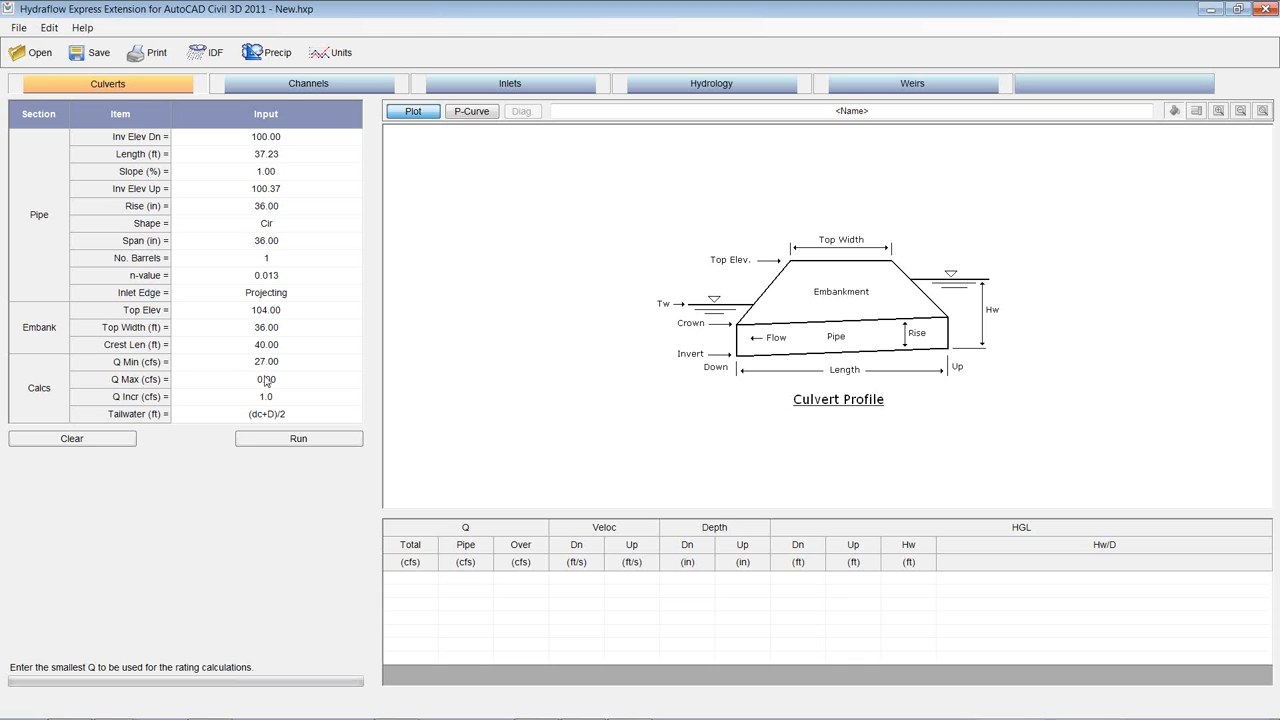 Hydraflow Express Extension for AutoCAD Civil 3D 2011 - New.hxp
File Edit Help
Open Save Print IDF Precip Units
Culverts Channels Inlets Hydrology Weirs
Section Item Input
Pipe
Inv Elev Dn = 100.00
Length (ft) = 37.23
Slope (%) = 1.00
Inv Elev Up = 100.37
Rise (in) = 36.00
Shape = Cir
Span (in) = 36.00
No. Barrels = 1
n-value = 0.013
Inlet Edge = Projecting
Embank
Top Elev = 104.00
Top Width (ft) = 36.00
Crest Len (ft) = 40.00
Calcs
Q Min (cfs) = 27.00
Q Max (cfs) = 0.00
Q Incr (cfs) = 1.0
Tailwater (ft) = (dc+D)/2
Clear Run
Enter the smallest Q to be used for the rating calculations.
Plot P-Curve Diag <Name>
Top Width
Top Elev.
Embankment
Tw
Crown
Hw
Flow Pipe Rise
Invert
Down Length Up
Culvert Profile
Q Veloc Depth HGL
Total Pipe Over Dn Up Dn Up Dn Up Hw Hw/D
(cfs) (cfs) (cfs) (ft/s) (ft/s) (in) (in) (ft) (ft) (ft)